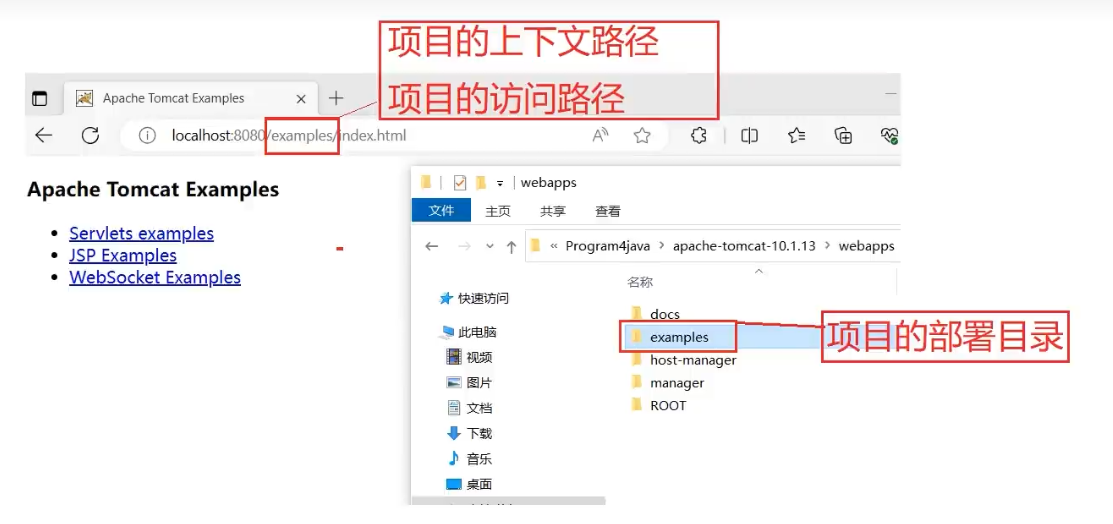 项目的上下文路径
项目的访问路径
Apache Tomcat Examples
localhost:8080/examples/index.html
Apache Tomcat Examples
Servlets examples
JSP Examples
WebSocket Examples
webapps
文件 主页 共享 查看
« Program4java > apache-tomcat-10.1.13 > webapps
名称
快速访问
此电脑
视频
图片
文档
下载
音乐
桌面
docs
examples
host-manager
manager
ROOT
项目的部署目录